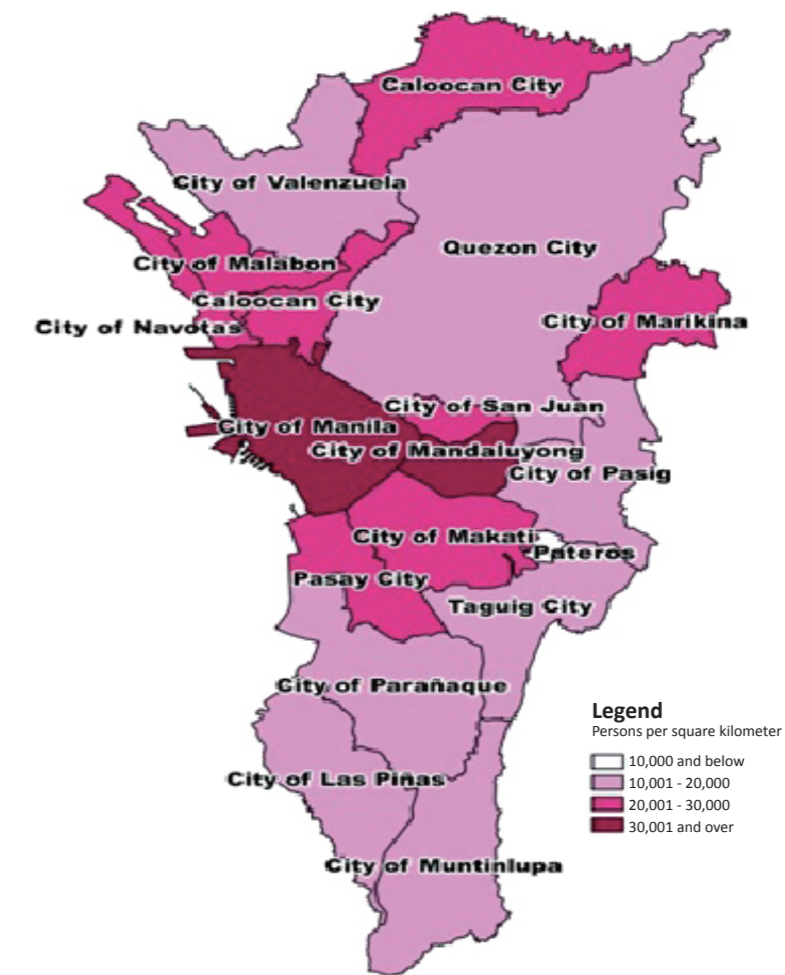 Caloocan City
City of Valenzuela
Quezon City
City of Malabon
Caloocan City
City of Marikina
City of Navotas
City of San Juan
City of Manila
City of Mandaluyong
City of Pasig
City of Makati
Pateros
Pasay City
Taguig City
City of Parañaque
City of Las Piñas
City of Muntinlupa
Legend
Persons per square kilometer
10,000 and below
10,001 - 20,000
20,001 - 30,000
30,001 and over